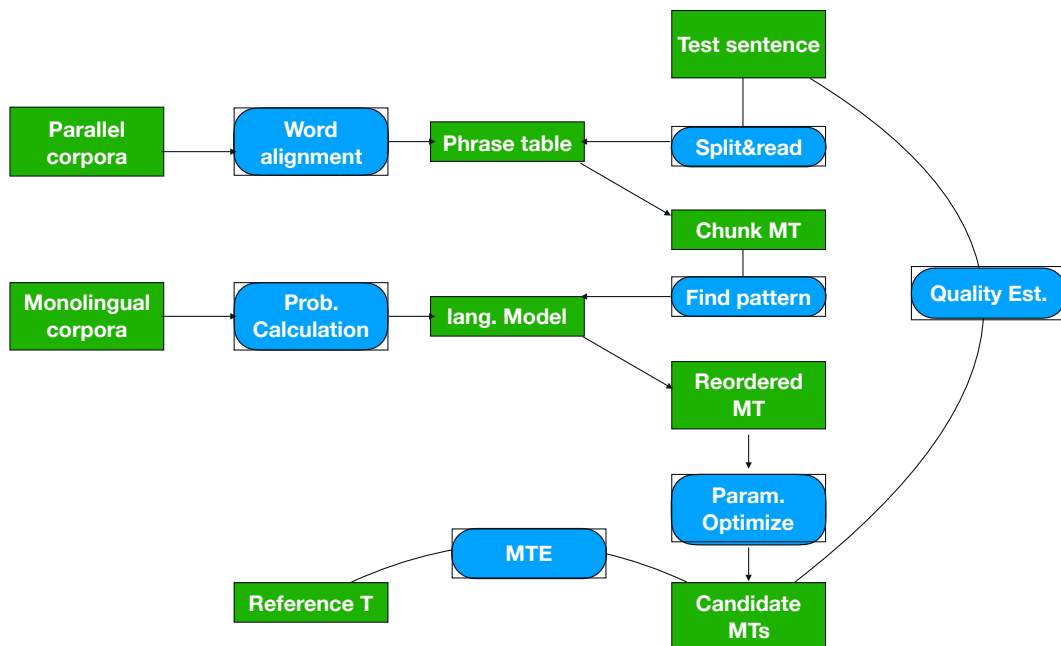 Test sentence
Parallel
corpora
Word
alignment
Phrase table
Split&read
Chunk MT
Monolingual
corpora
Prob.
Calculation
lang. Model
Find pattern
Quality Est.
Reordered
MT
Param.
Optimize
MTE
Reference T
Candidate
MTs